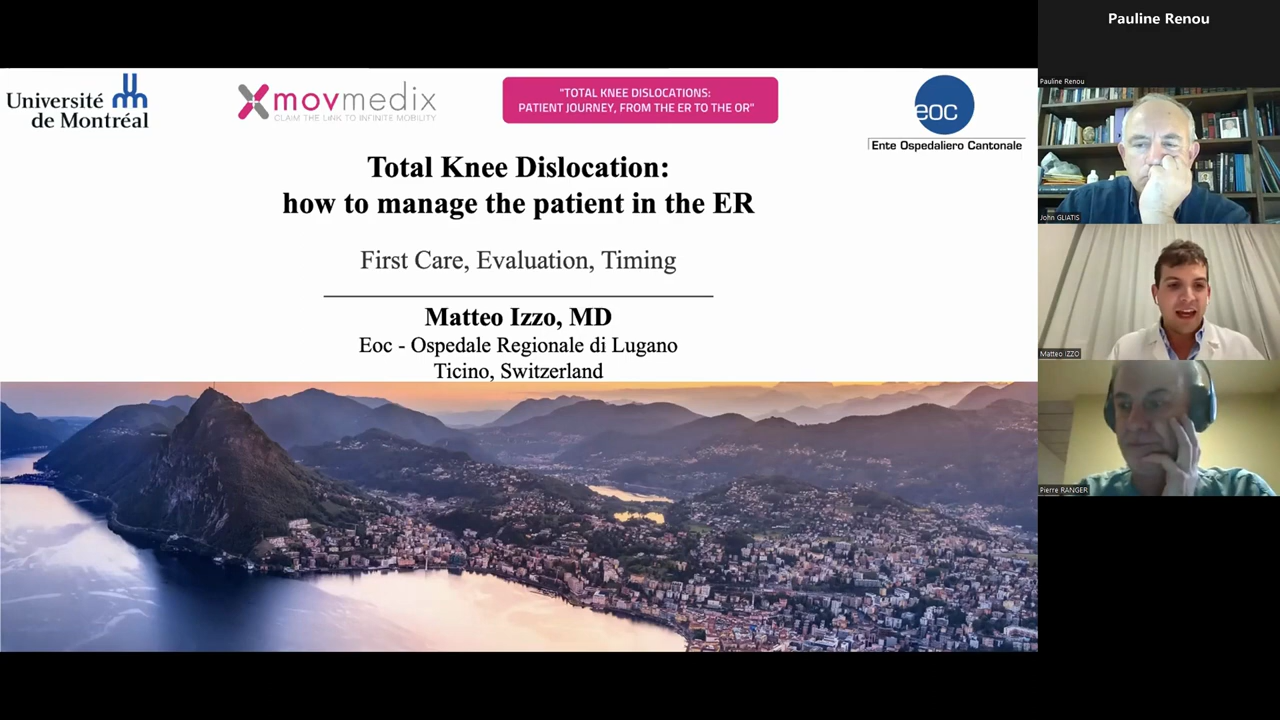 Université
de Montréal
movmedix
CLAIM THE LINK TO INFINITE MOBILITY
"TOTAL KNEE DISLOCATIONS:
PATIENT JOURNEY, FROM THE ER TO THE OR"
eoc
Ente Ospedaliero Cantonale
Total Knee Dislocation:
how to manage the patient in the ER
First Care, Evaluation, Timing
Matteo Izzo, MD
Eoc - Ospedale Regionale di Lugano
Ticino, Switzerland
Pauline Renou
Pauline Renou
John GLIATIS
Matteo IZZO
Pierre RANGER